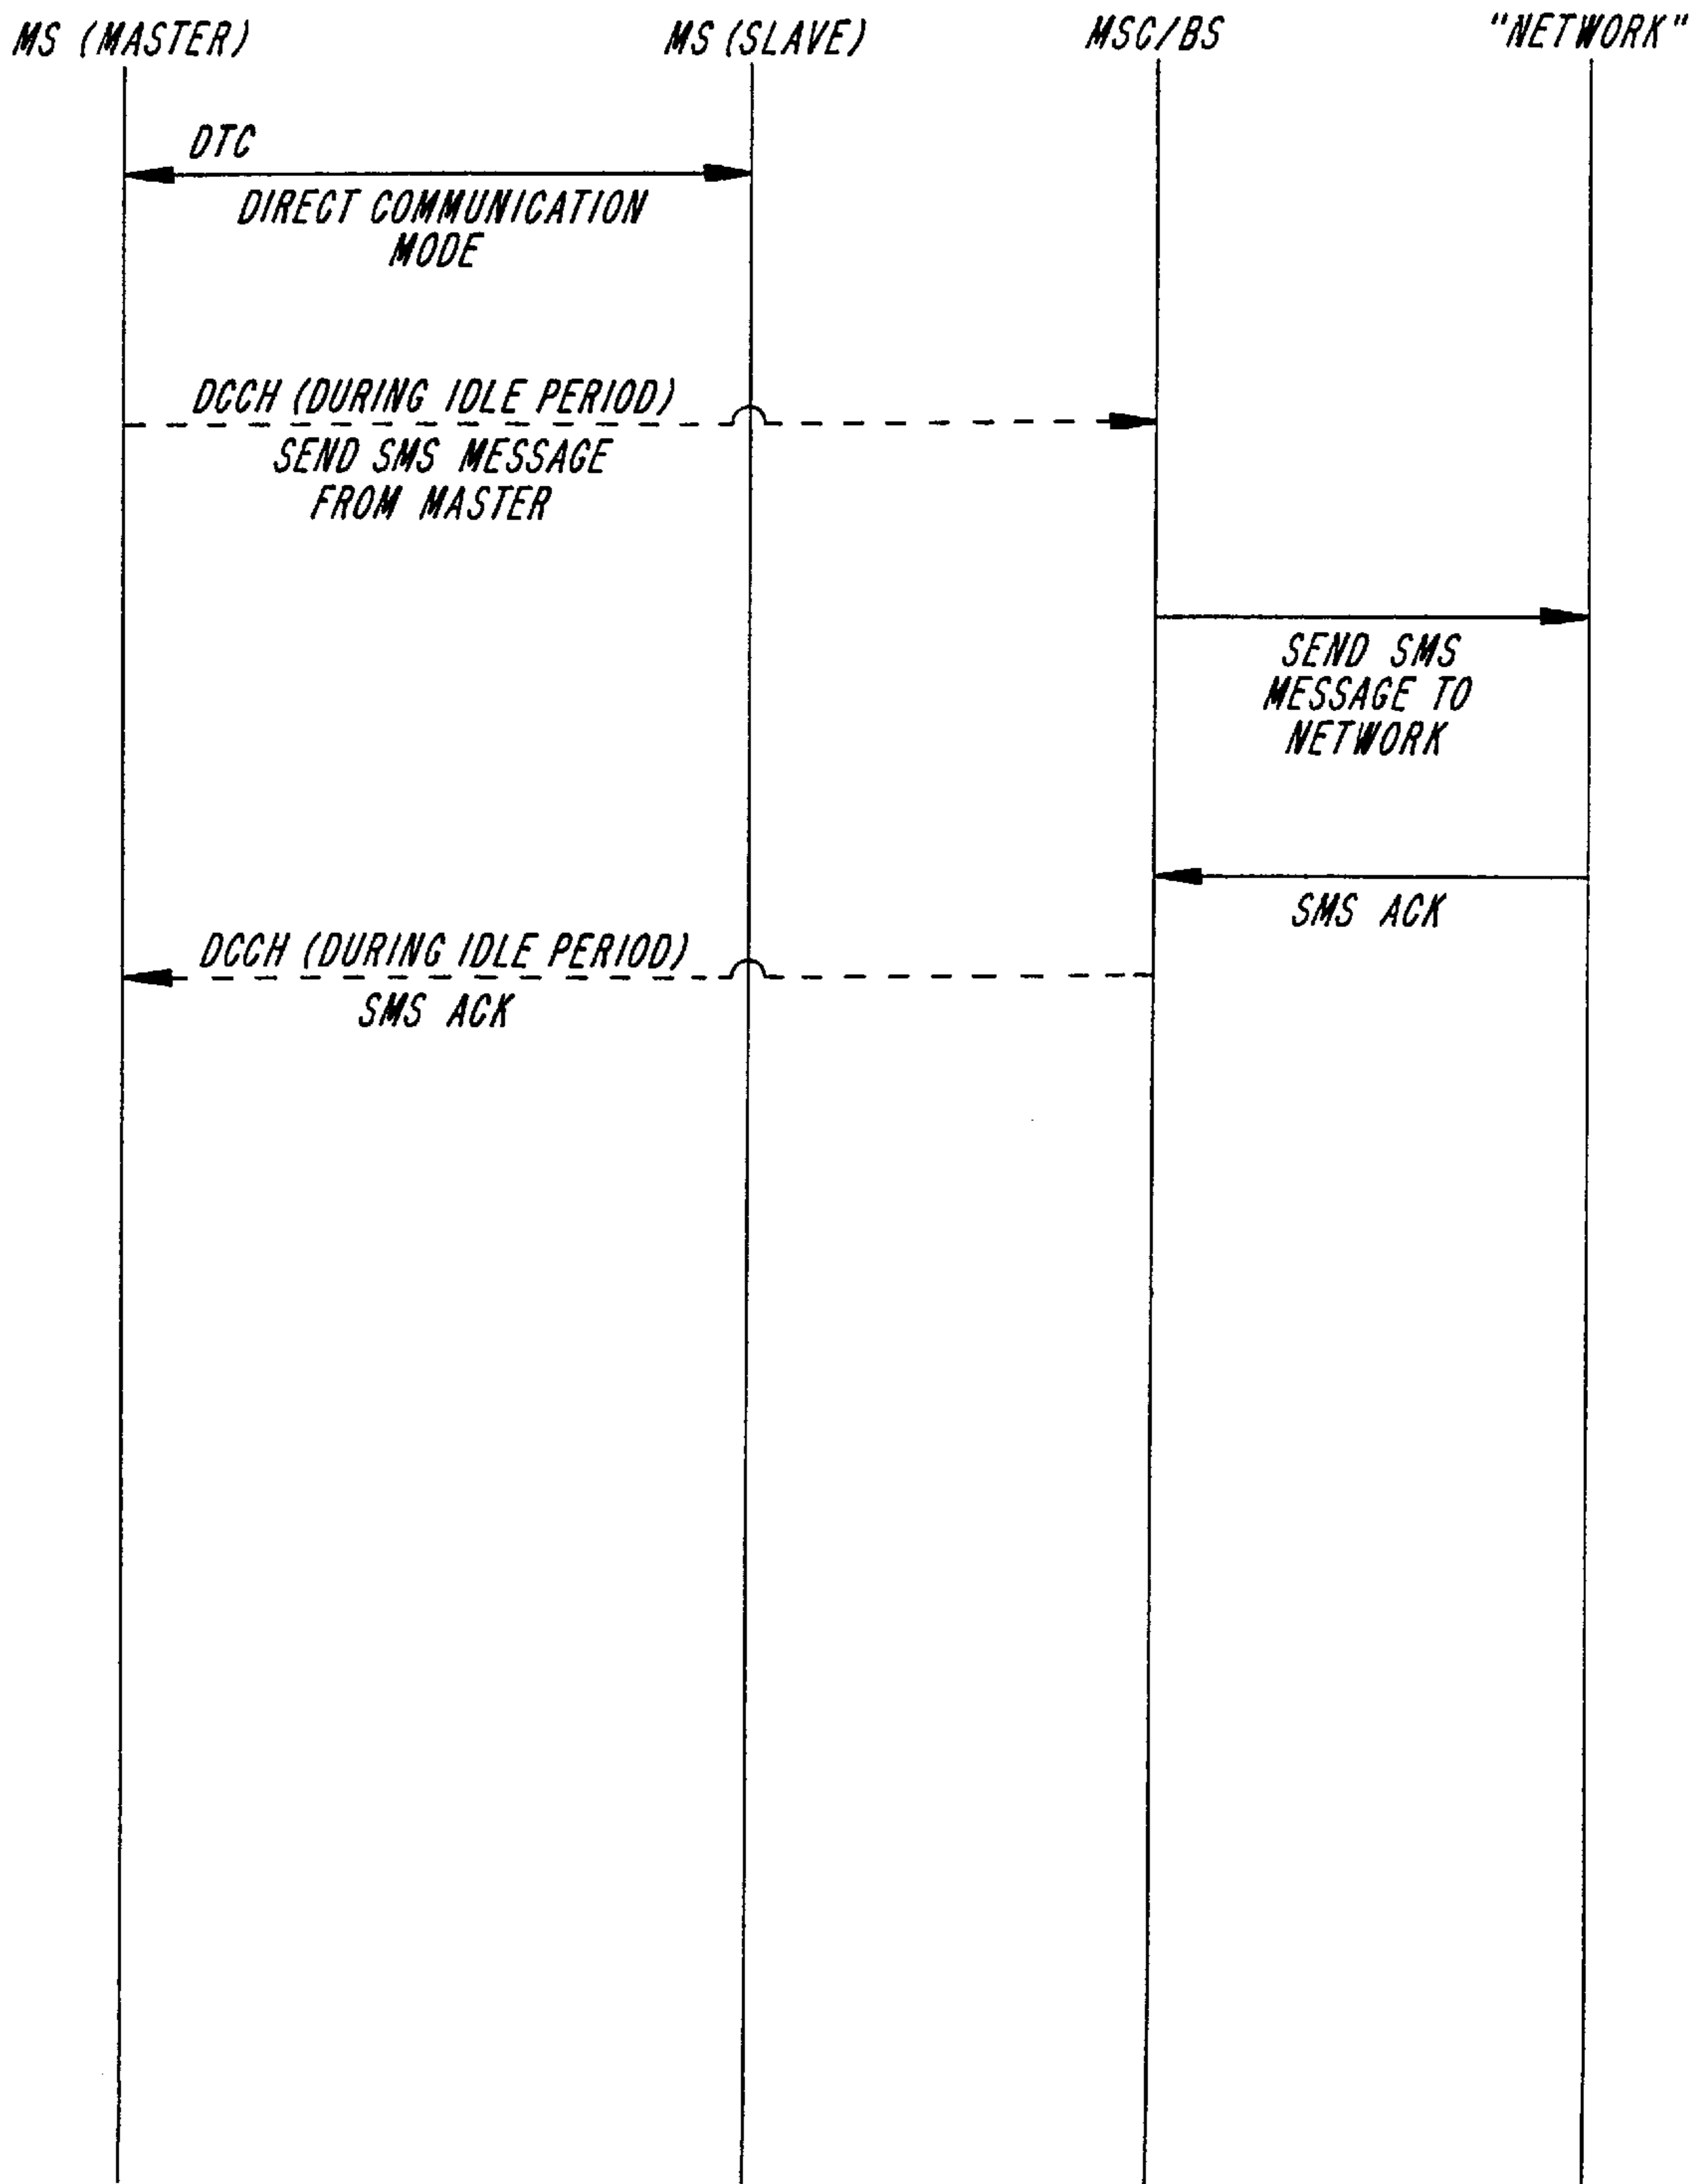 MS (MASTER)
MS (SLAVE)
MSC/BS
"NETWORK"
DTC
DIRECT COMMUNICATION
MODE
DCCH (DURING IDLE PERIOD)
SEND SMS MESSAGE
FROM MASTER
SEND SMS
MESSAGE TO
NETWORK
SMS ACK
DCCH (DURING IDLE PERIOD)
SMS ACK